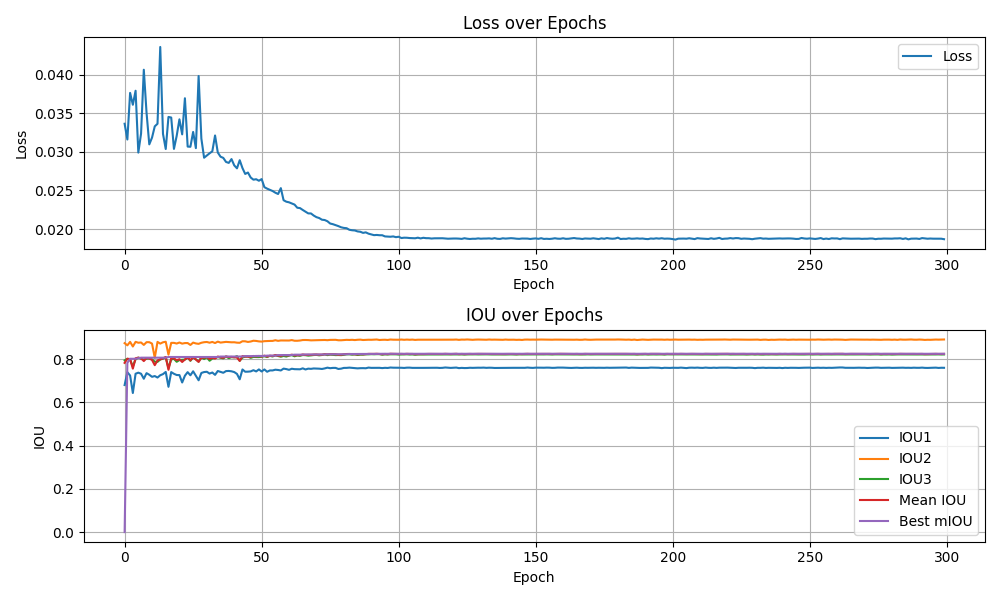 Loss over Epochs
Loss
0.040
0.035
0.030
0.025
0.020
Loss
0 50 100 150 200 250 300
Epoch
IOU over Epochs
0.8
0.6
0.4
0.2
0.0
IOU
IOU1
IOU2
IOU3
Mean IOU
Best mIOU
0 50 100 150 200 250 300
Epoch